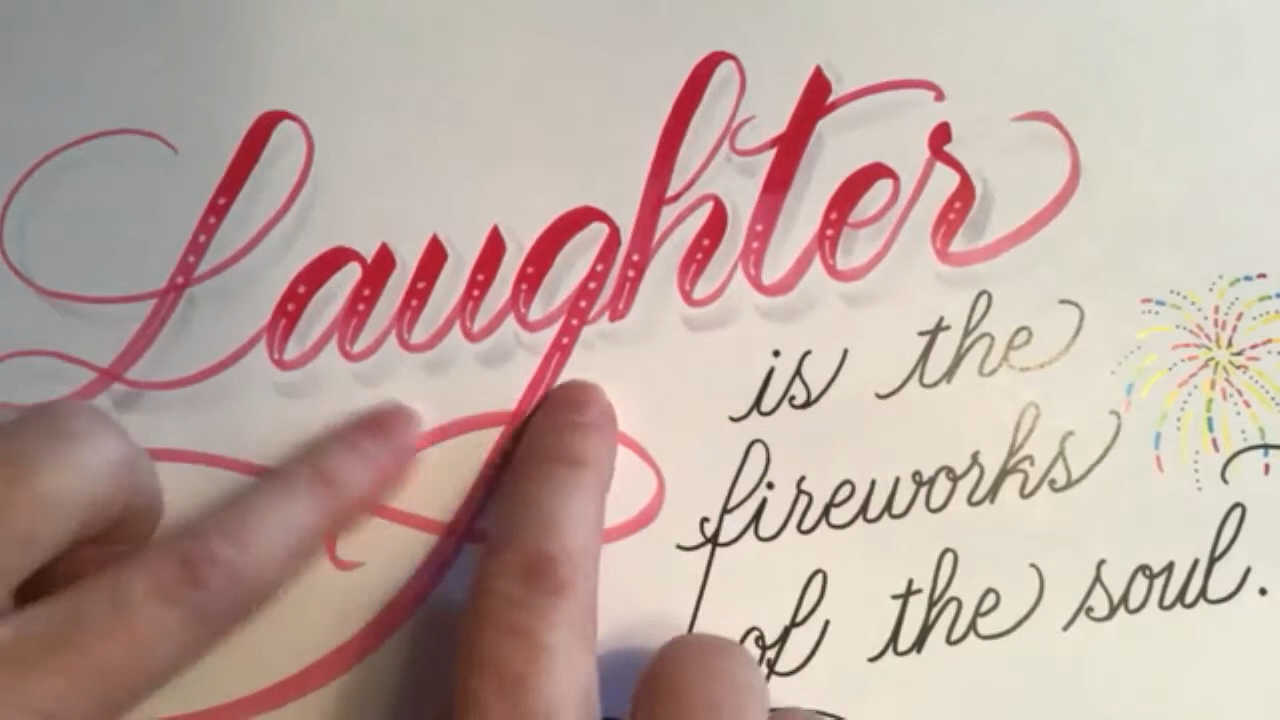 Laughter
is the
fireworks
of the soul.